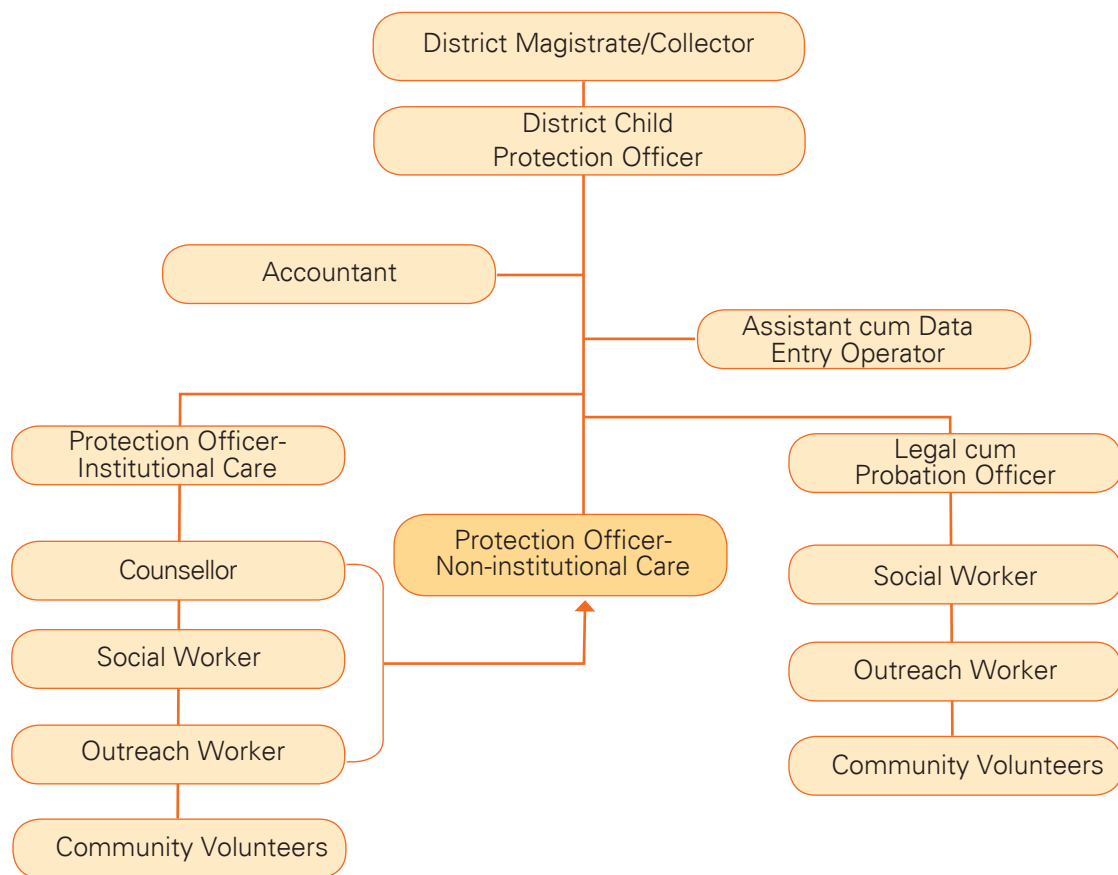 District Magistrate/Collector
District Child
Protection Officer
Accountant
Assistant cum Data
Entry Operator
Protection Officer-
Institutional Care
Legal cum
Probation Officer
Protection Officer-
Non-institutional Care
Counsellor
Social Worker
Social Worker
Outreach Worker
Outreach Worker
Community Volunteers
Community Volunteers